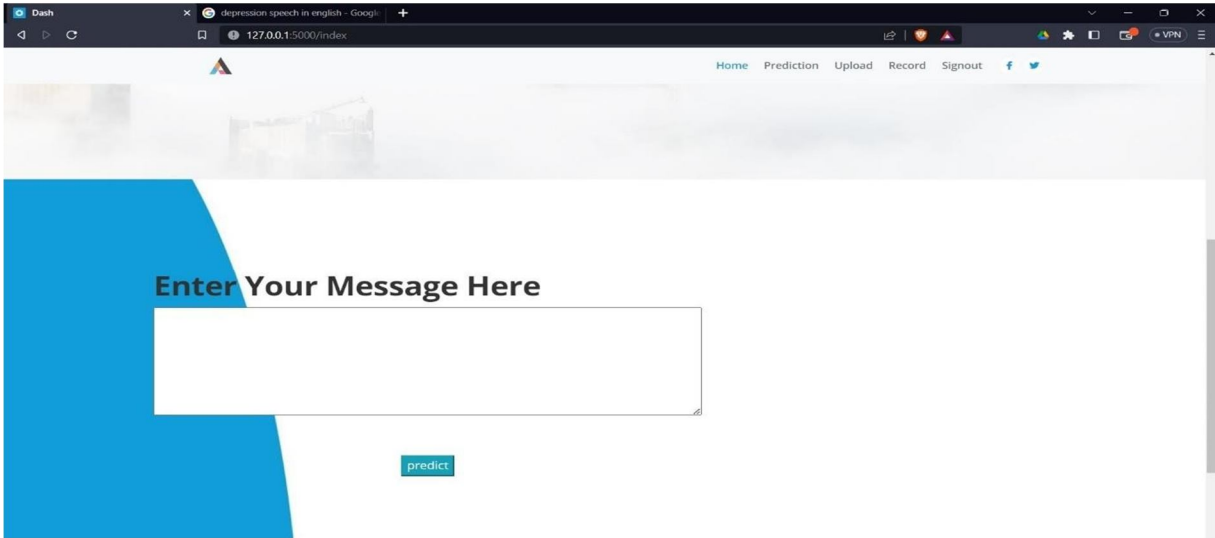 Dash
depression speech in english - Google
127.0.0.1:5000/index
VPN
Home Prediction Upload Record Signout
Enter Your Message Here
predict